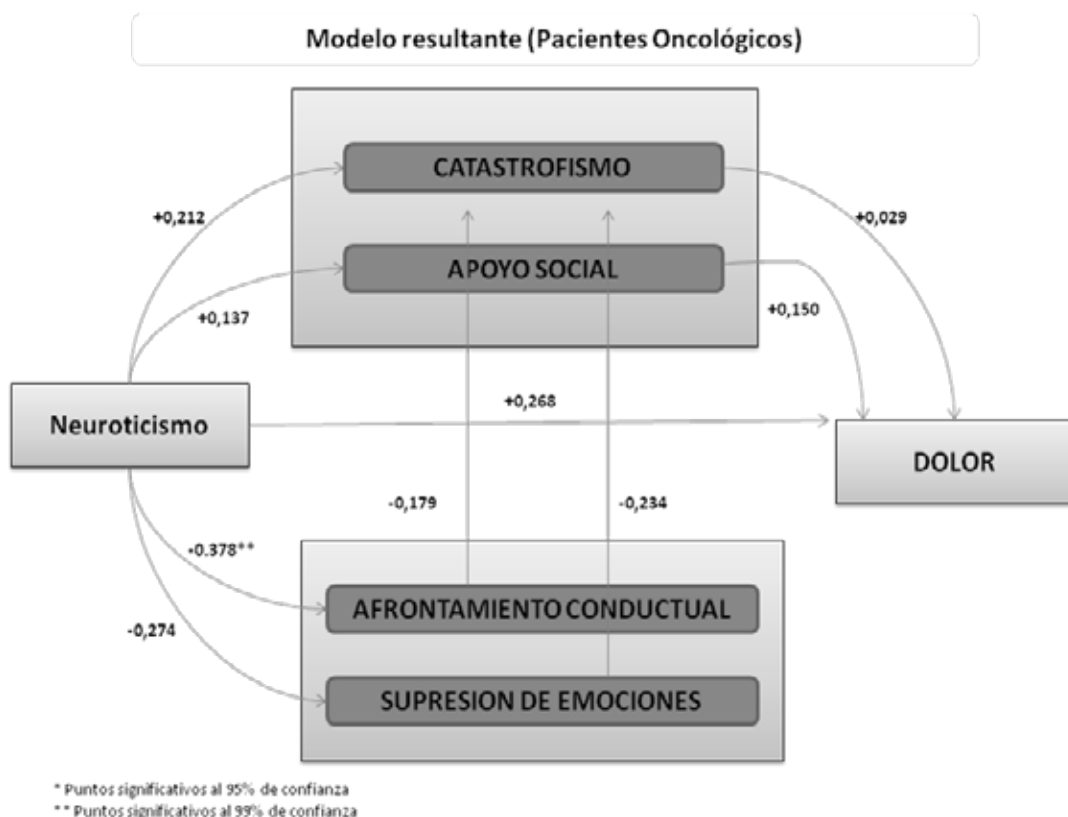 Modelo resultante (Pacientes Oncológicos)
CATASTROFISMO
+0,212
+0,029
APOYO SOCIAL
+0,137
+0,150
Neuroticismo
+0,268
DOLOR
-0,179
-0,234
-0.378**
AFRONTAMIENTO CONDUCTUAL
-0,274
SUPRESION DE EMOCIONES
* Puntos significativos al 95% de confianza
** Puntos significativos al 99% de confianza